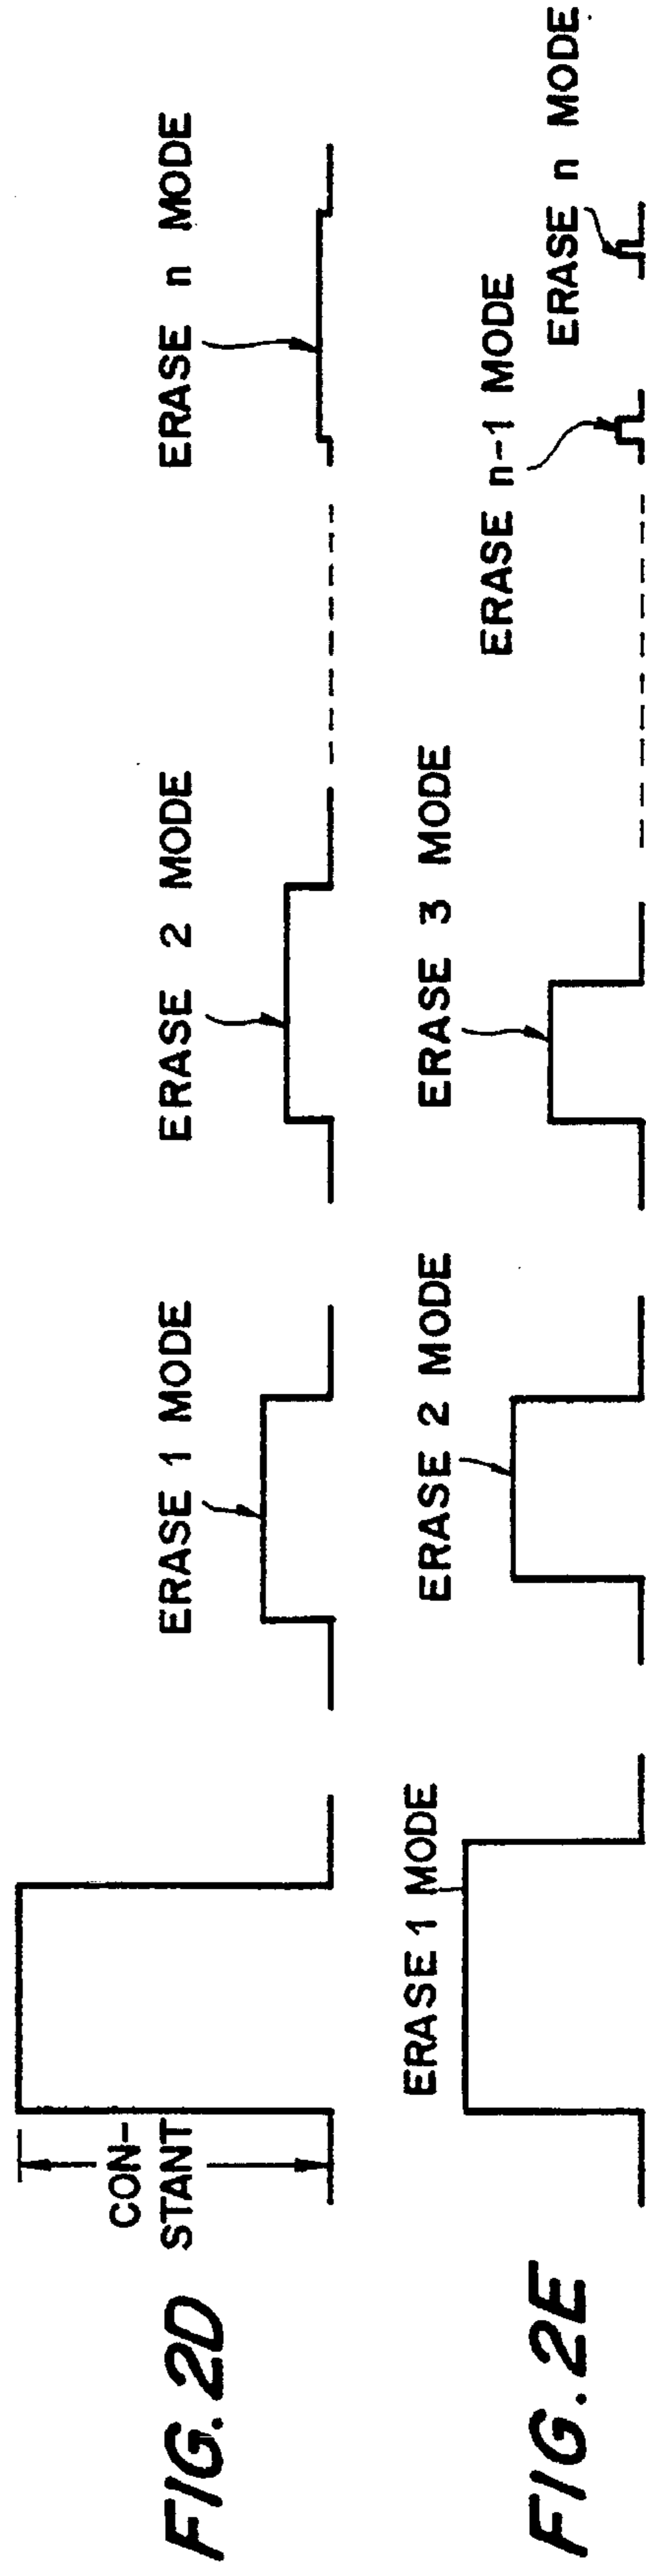 FIG. 2D
CON-
STANT
ERASE 1 MODE
ERASE 2 MODE
ERASE n MODE
FIG. 2E
ERASE 1 MODE
ERASE 2 MODE
ERASE 3 MODE
ERASE n-1 MODE
ERASE n MODE